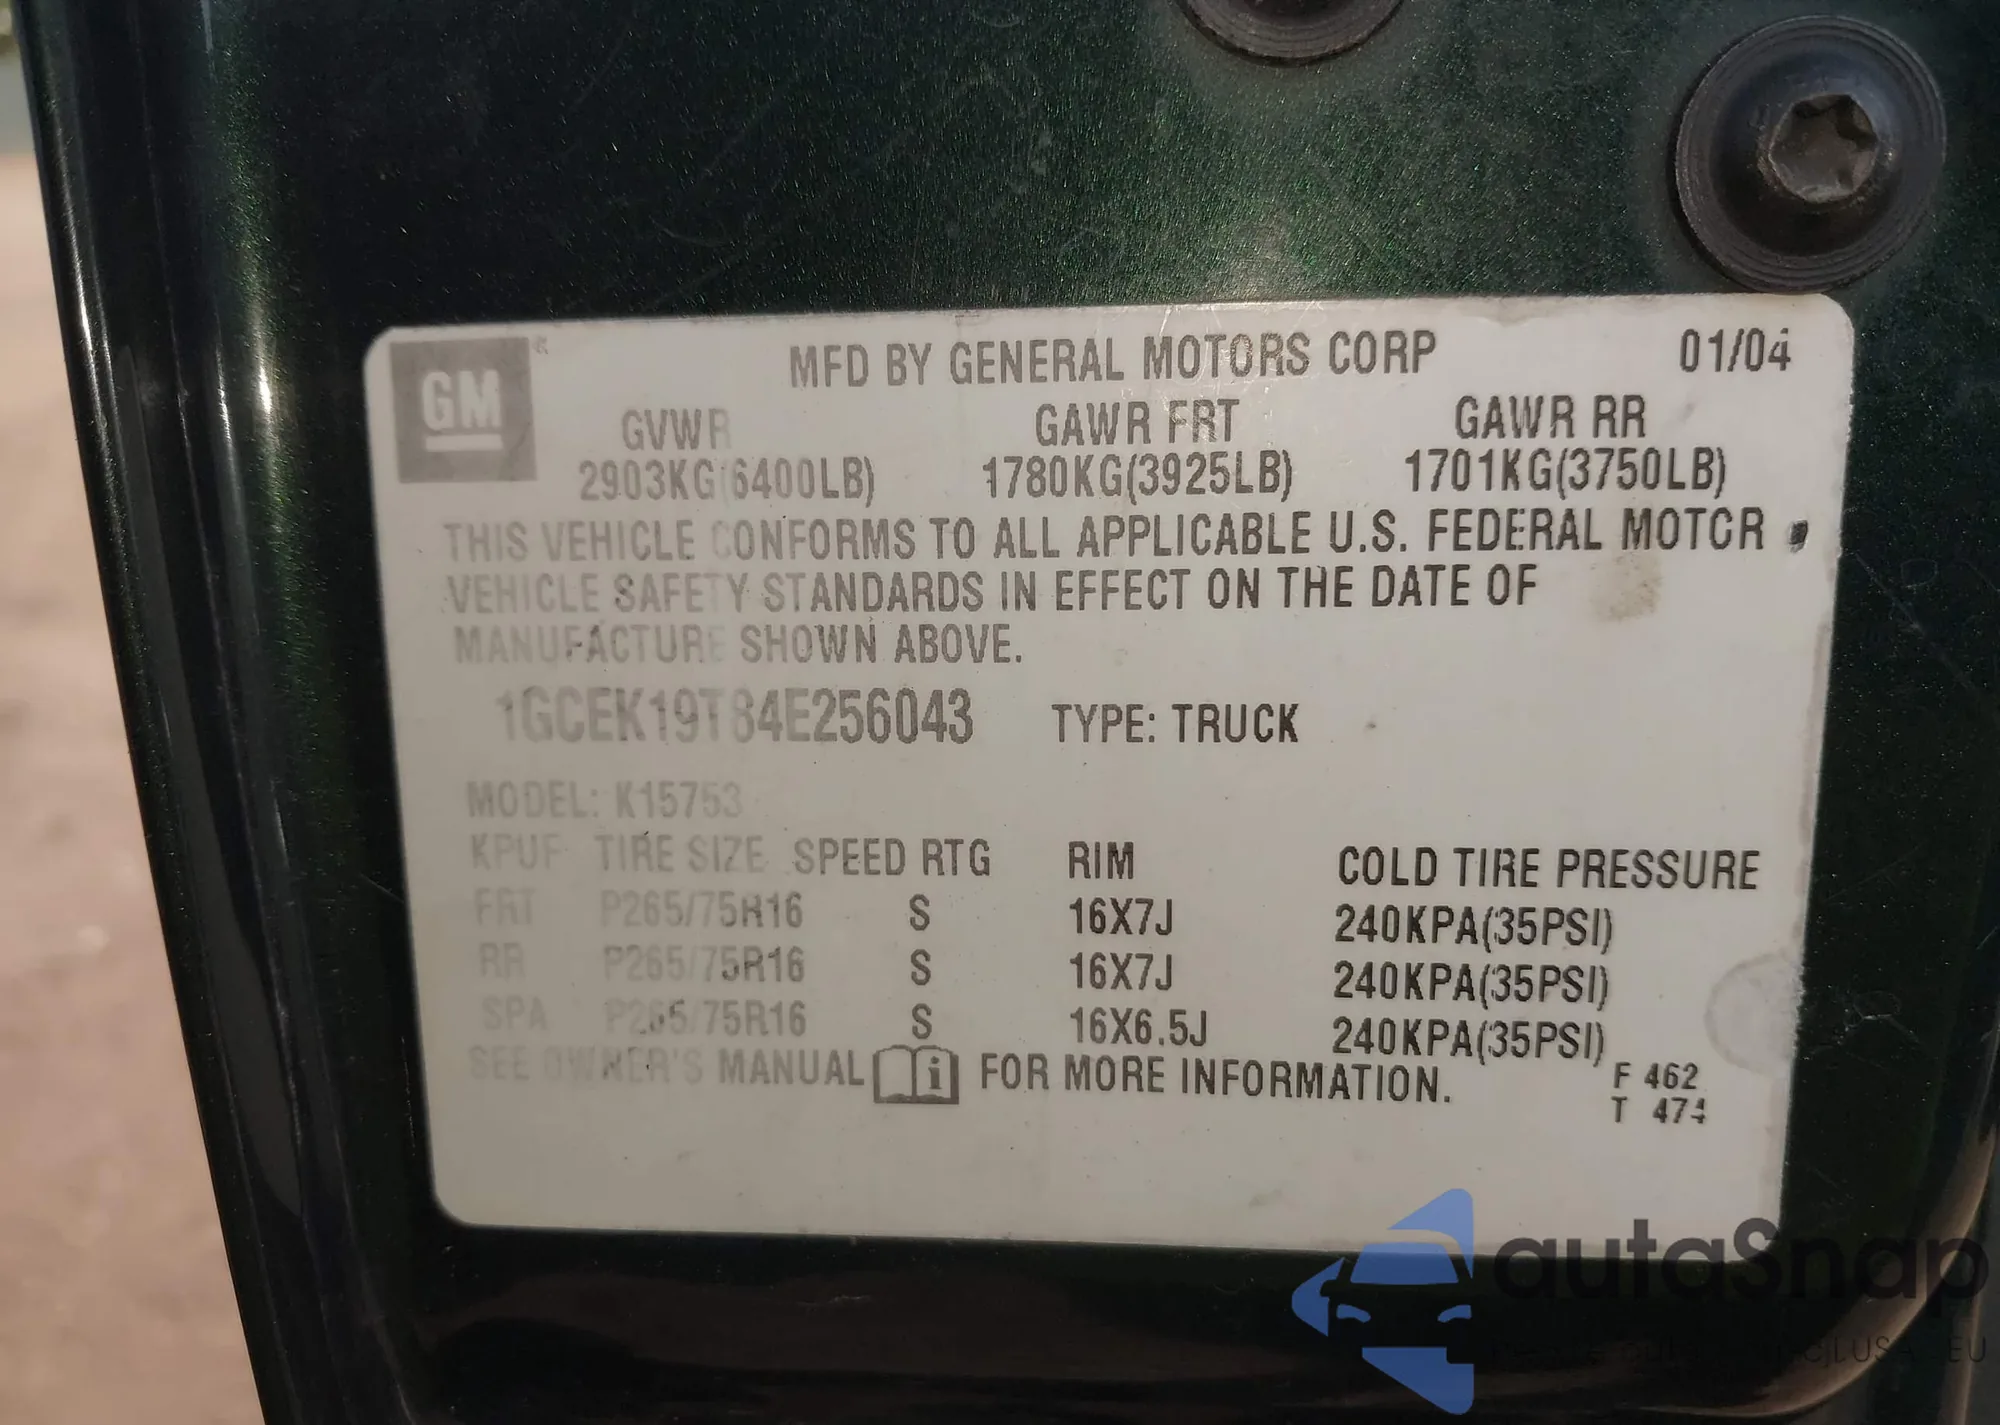 GM MFD BY GENERAL MOTORS CORP 01/04
GVWR GAWR FRT GAWR RR
2903KG(6400LB) 1780KG(3925LB) 1701KG(3750LB)
THIS VEHICLE CONFORMS TO ALL APPLICABLE U.S. FEDERAL MOTOR
VEHICLE SAFETY STANDARDS IN EFFECT ON THE DATE OF
MANUFACTURE SHOWN ABOVE.
1GCEK19T84E256043 TYPE: TRUCK
MODEL: K15753
KPUF TIRE SIZE SPEED RTG RIM COLD TIRE PRESSURE
FRT P265/75R16 S 16X7J 240KPA(35PSI)
RR P265/75R16 S 16X7J 240KPA(35PSI)
SPA P265/75R16 S 16X6.5J 240KPA(35PSI)
SEE OWNER'S MANUAL i FOR MORE INFORMATION.
F 462
T 474
autaSnap
USA EU